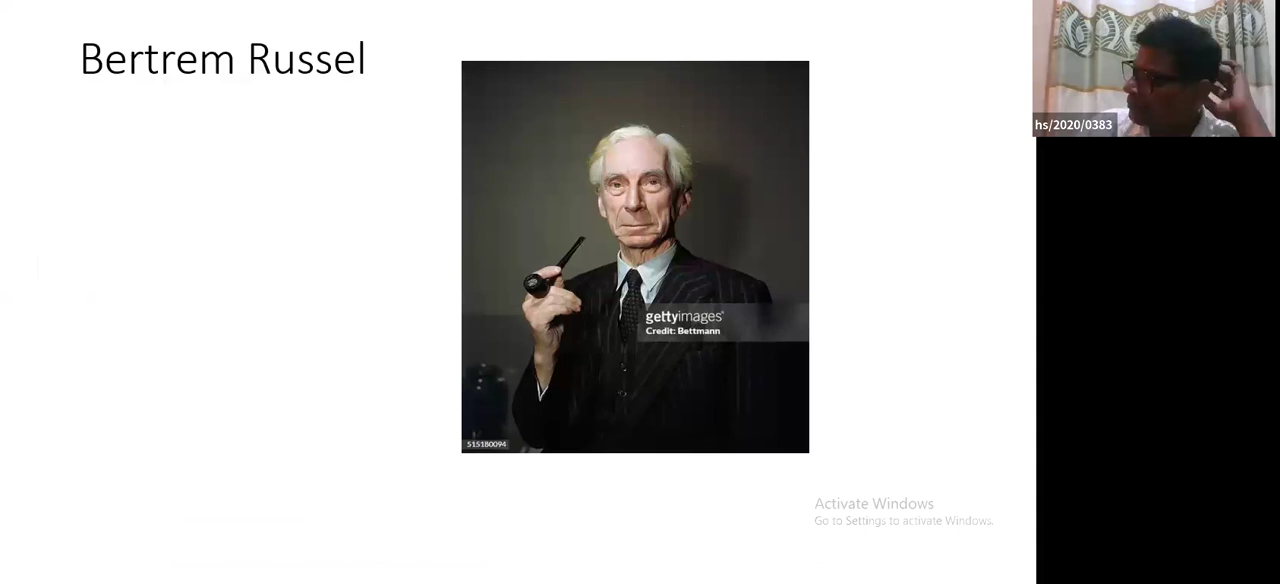 Bertrem Russel
hs/2020/0383
gettyimages®
Credit: Bettmann
515180094
Activate Windows
Go to Settings to activate Windows.